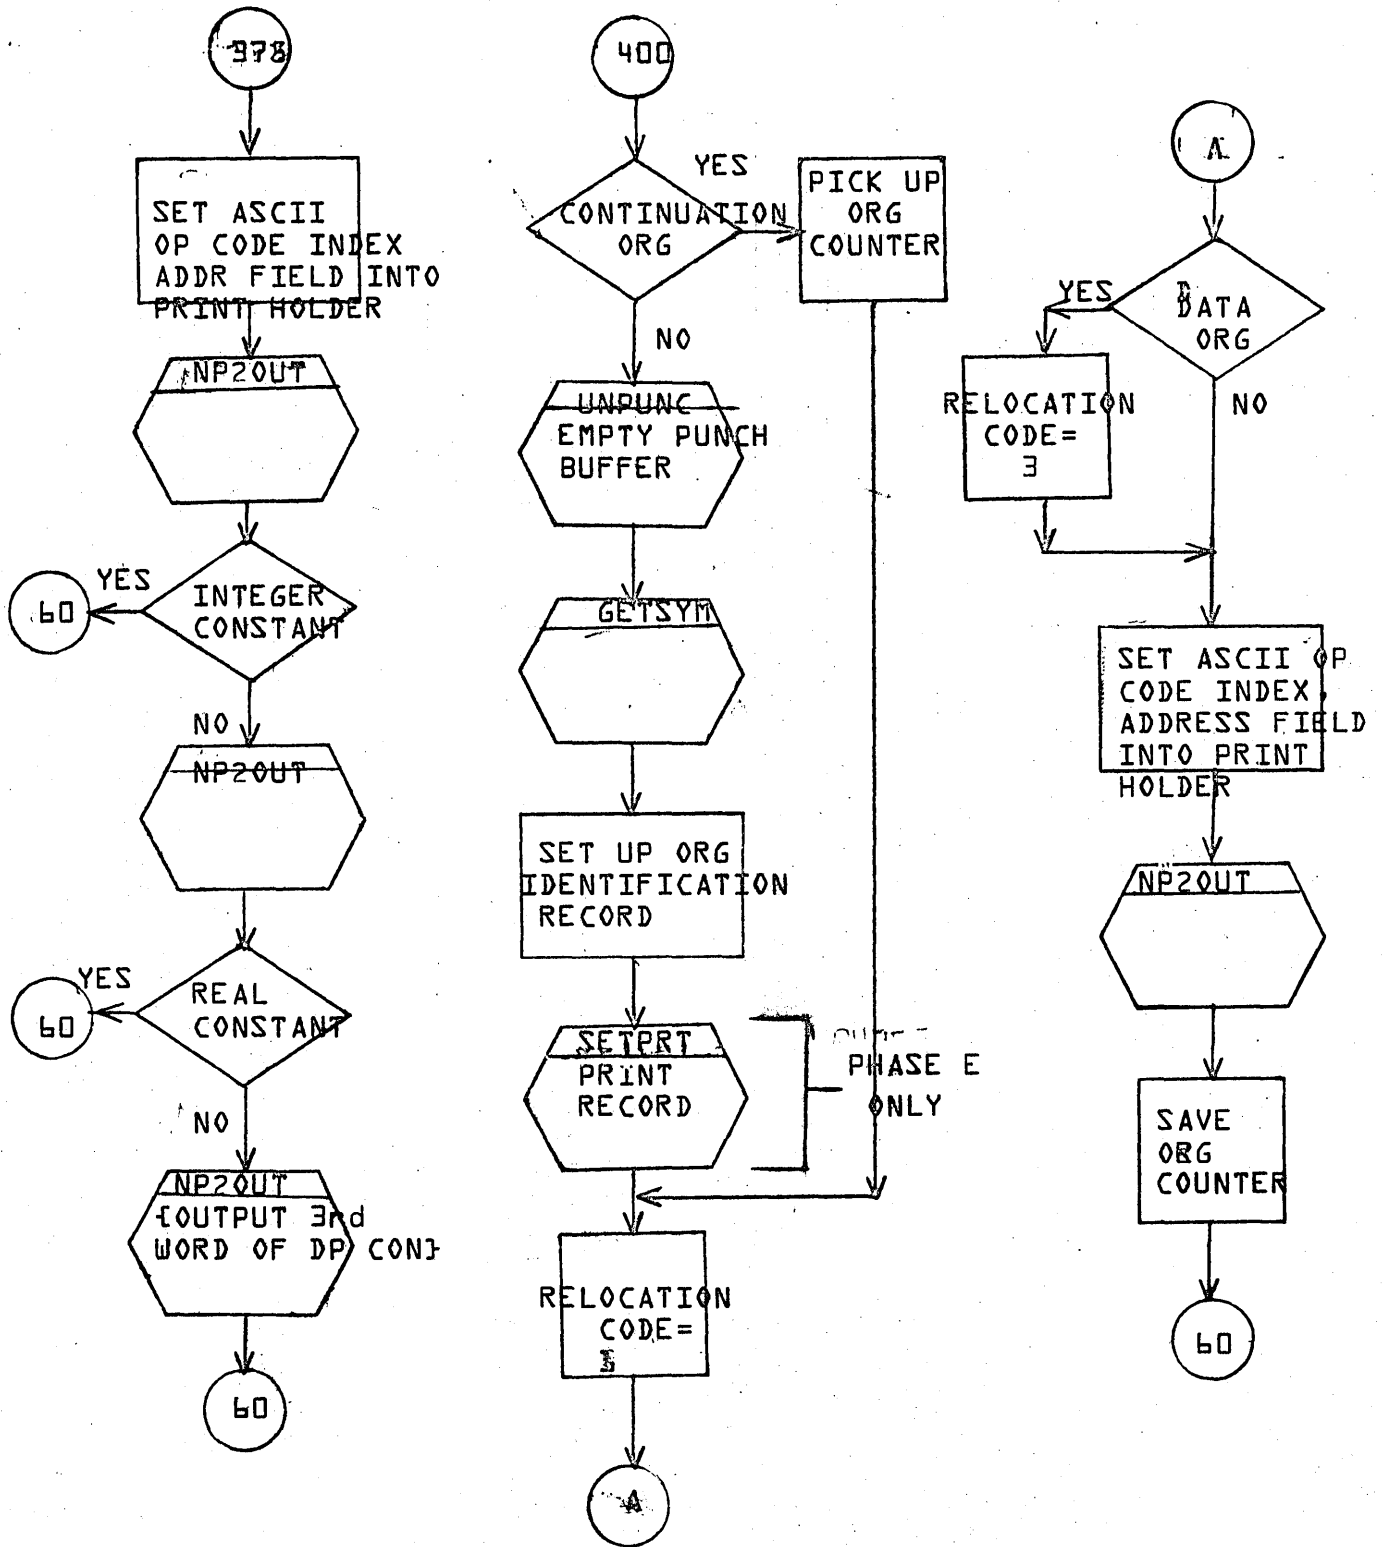 SET ASCII
OP CODE INDEX
ADDR FIELD INTO
PRINT HOLDER
NP2OUT
YES
60
INTEGER
CONSTANT
NO
NP2OUT
YES
60
REAL
CONSTANT
NO
NP2OUT
{OUTPUT 3nd
WORD OF DP CON}
60
400
YES
CONTINUATION
ORG
PICK UP
ORG
COUNTER
NO
UNPUNC
EMPTY PUNCH
BUFFER
GETSYM
SET UP ORG
IDENTIFICATION
RECORD
SETPRT
PRINT
RECORD
PHASE E
ONLY
RELOCATION
CODE=
A
A
YES
DATA
ORG
RELOCATION
CODE=
3
NO
SET ASCII OP
CODE INDEX,
ADDRESS FIELD
INTO PRINT
HOLDER
NP2OUT
SAVE
ORG
COUNTER
60